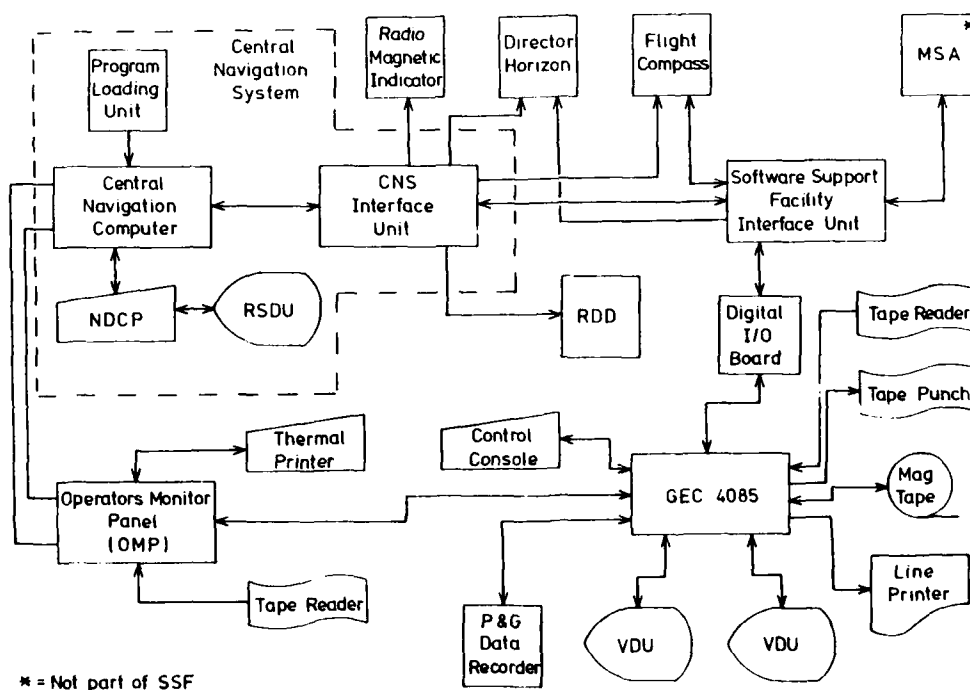 Program
Loading
Unit
Central
Navigation
System
Radio
Magnetic
Indicator
Director
Horizon
Flight
Compass
*
MSA
Central
Navigation
Computer
CNS
Interface
Unit
Software Support
Facility
Interface Unit
NDCP
RSDU
RDD
Digital
I/O
Board
Tape Reader
Tape Punch
Thermal
Printer
Control
Console
GEC 4085
Mag
Tape
Operators Monitor
Panel
(OMP)
Tape Reader
P & G
Data
Recorder
VDU
VDU
Line
Printer
* = Not part of SSF